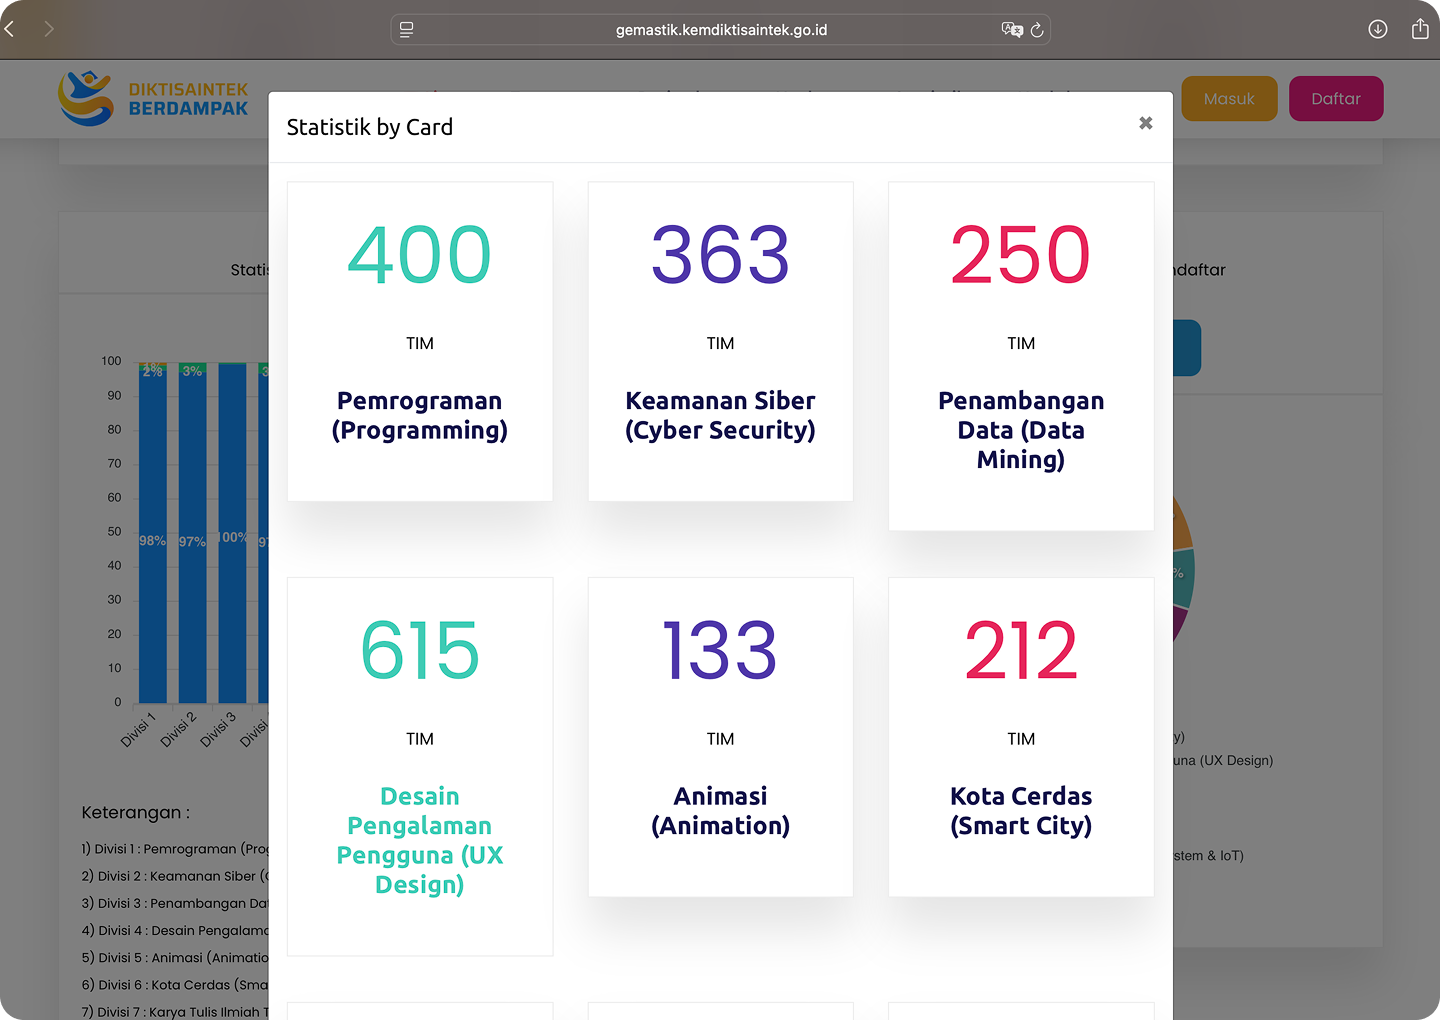 gemastik.kemdiktisaintek.go.id
DIKTISAINTEK
BERDAMPAK
Masuk
Daftar
Statistik by Card
400
TIM
Pemrograman
(Programming)
363
TIM
Keamanan Siber
(Cyber Security)
250
TIM
Penambangan
Data (Data
Mining)
615
TIM
Desain
Pengalaman
Pengguna (UX
Design)
133
TIM
Animasi
(Animation)
212
TIM
Kota Cerdas
(Smart City)
100
90
80
70
60
50
40
30
20
10
0
2%
3%
98%
97%
100%
Divisi 1
Divisi 2
Divisi 3
Divisi
Keterangan :
1) Divisi 1 : Pemrograman (Prog
2) Divisi 2 : Keamanan Siber (
3) Divisi 3 : Penambangan Da
4) Divisi 4 : Desain Pengalam
5) Divisi 5 : Animasi (Animatio
6) Divisi 6 : Kota Cerdas (Sma
7) Divisi 7 : Karya Tulis Ilmiah T
ndaftar
%
y)
una (UX Design)
stem & IoT)